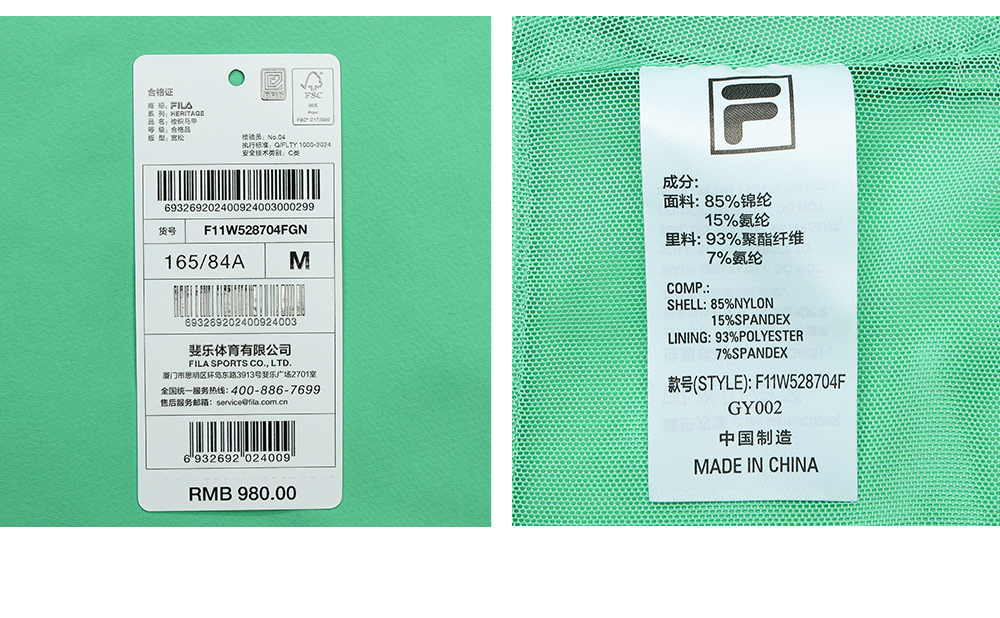 合格证
商 标: FILA
系 列: HERITAGE
品 名: 梭织马甲
等 级: 合格品
版 型: 宽松
FSC
检验员: No.04
执行标准: Q/FLTY 1000-2024
安全技术类别: C类
693269202400924003000299
货号 F11W528704FGN
165/84A M
693269202400924003
斐乐体育有限公司
FILA SPORTS CO., LTD.
厦门市思明区环岛东路3913号斐乐广场2701室
全国统一服务热线: 400-886-7699
售后服务邮箱: service@fila.com.cn
6 932692 024009
RMB 980.00
F
成分:
面料: 85%锦纶
15%氨纶
里料: 93%聚酯纤维
7%氨纶
COMP.:
SHELL: 85%NYLON
15%SPANDEX
LINING: 93%POLYESTER
7%SPANDEX
款号(STYLE): F11W528704F
GY002
中国制造
MADE IN CHINA